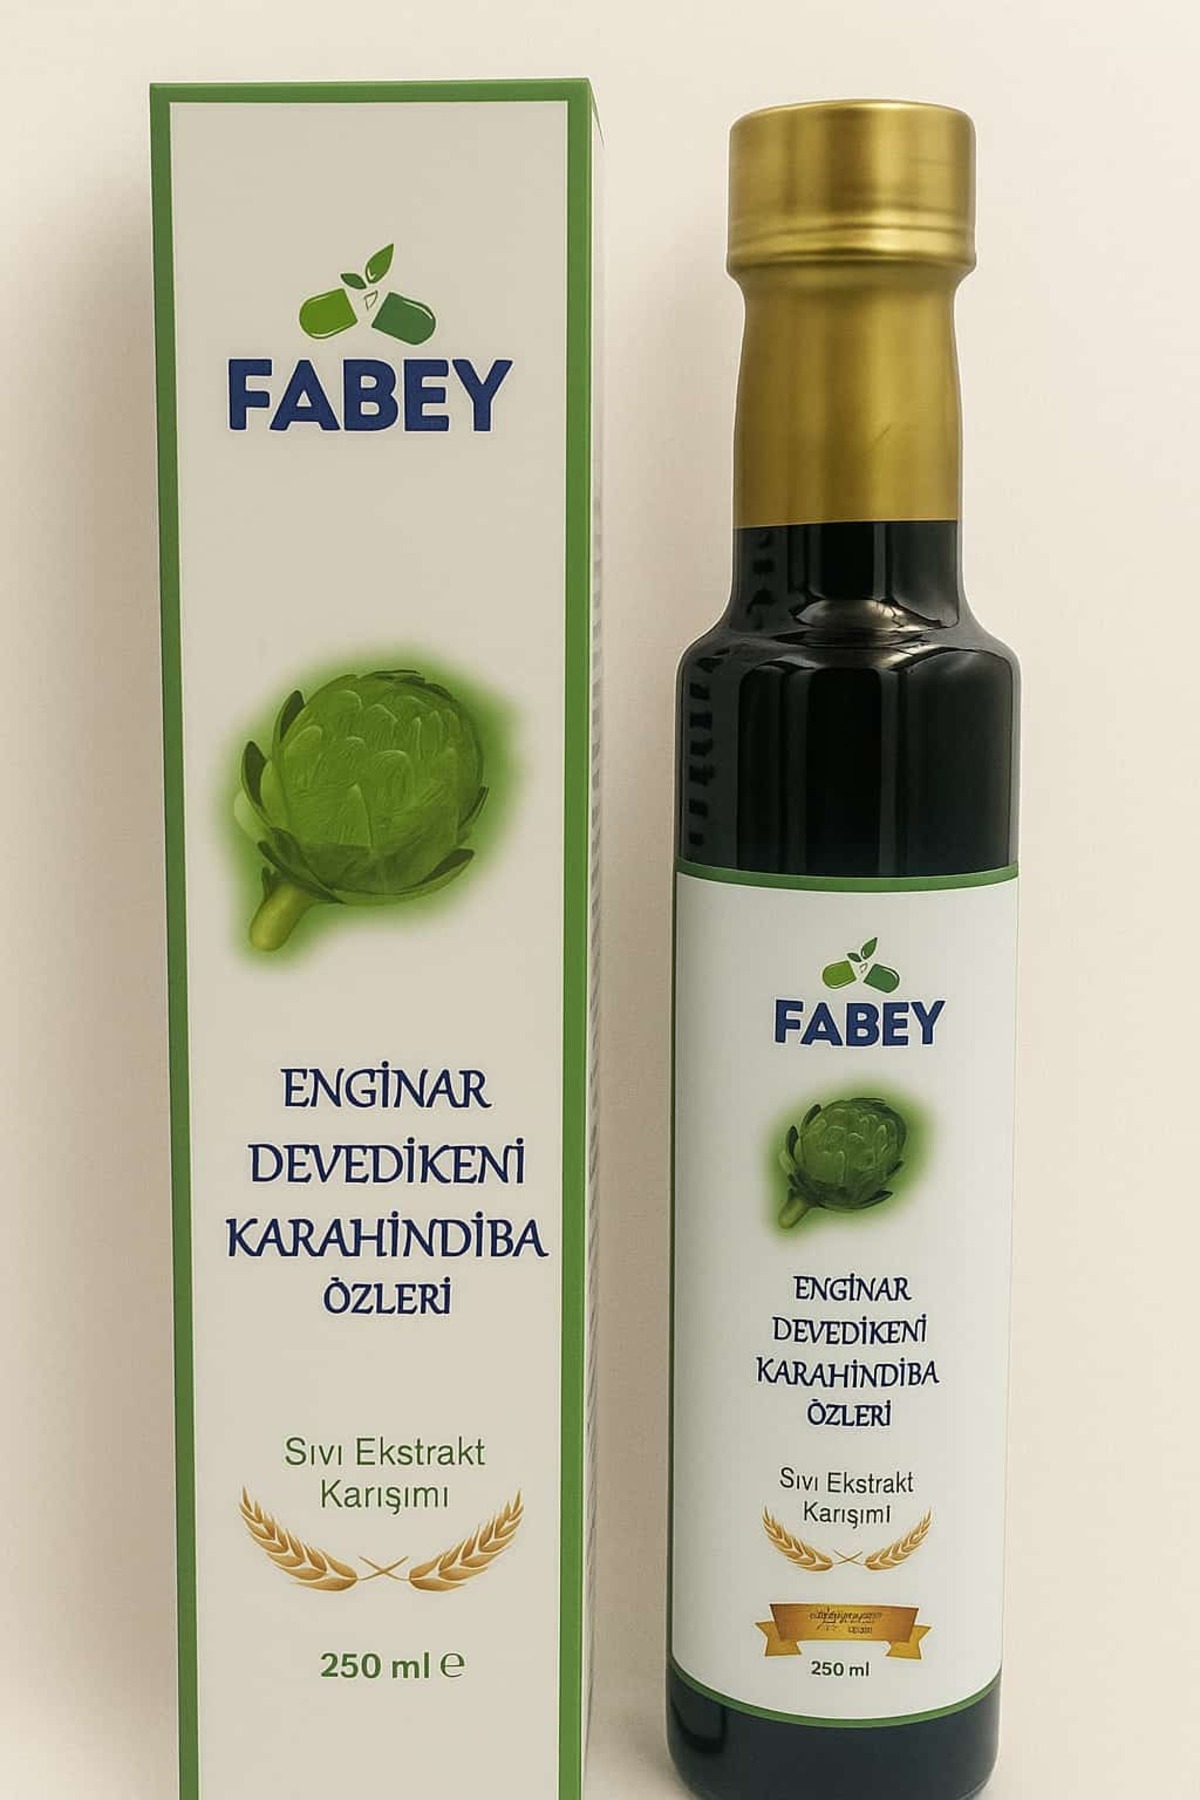 FABEY
ENGİNAR
DEVEDİKENİ
KARAHİNDİBA
ÖZLERİ
Sıvı Ekstrakt
Karışımı
250 ml ℮
FABEY
ENGİNAR
DEVEDİKENİ
KARAHİNDİBA
ÖZLERİ
Sıvı Ekstrakt
Karışımı
250 ml